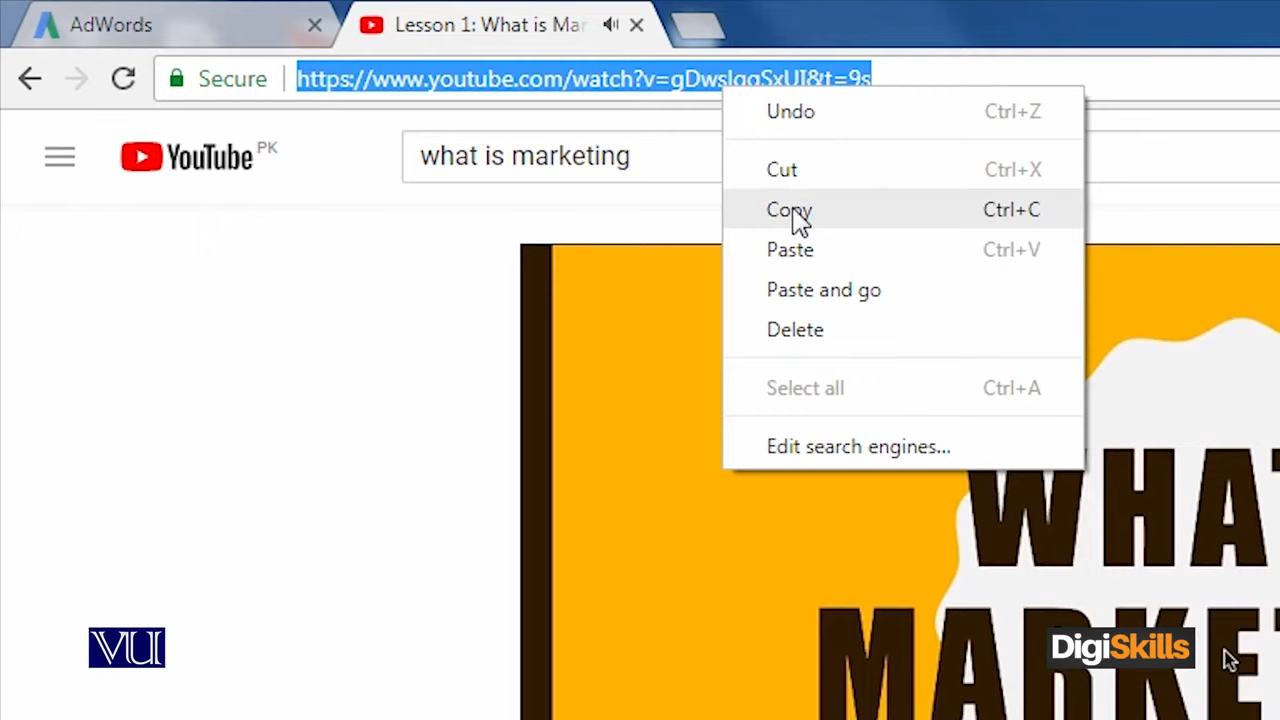 AdWords
Lesson 1: What is Mar
Secure
https://www.youtube.com/watch?v=gDwslqqSxUI&t=9s
YouTube PK
what is marketing
Undo Ctrl+Z
Cut Ctrl+X
Copy Ctrl+C
Paste Ctrl+V
Paste and go
Delete
Select all Ctrl+A
Edit search engines...
WHAT
MARKE
VU
DigiSkills